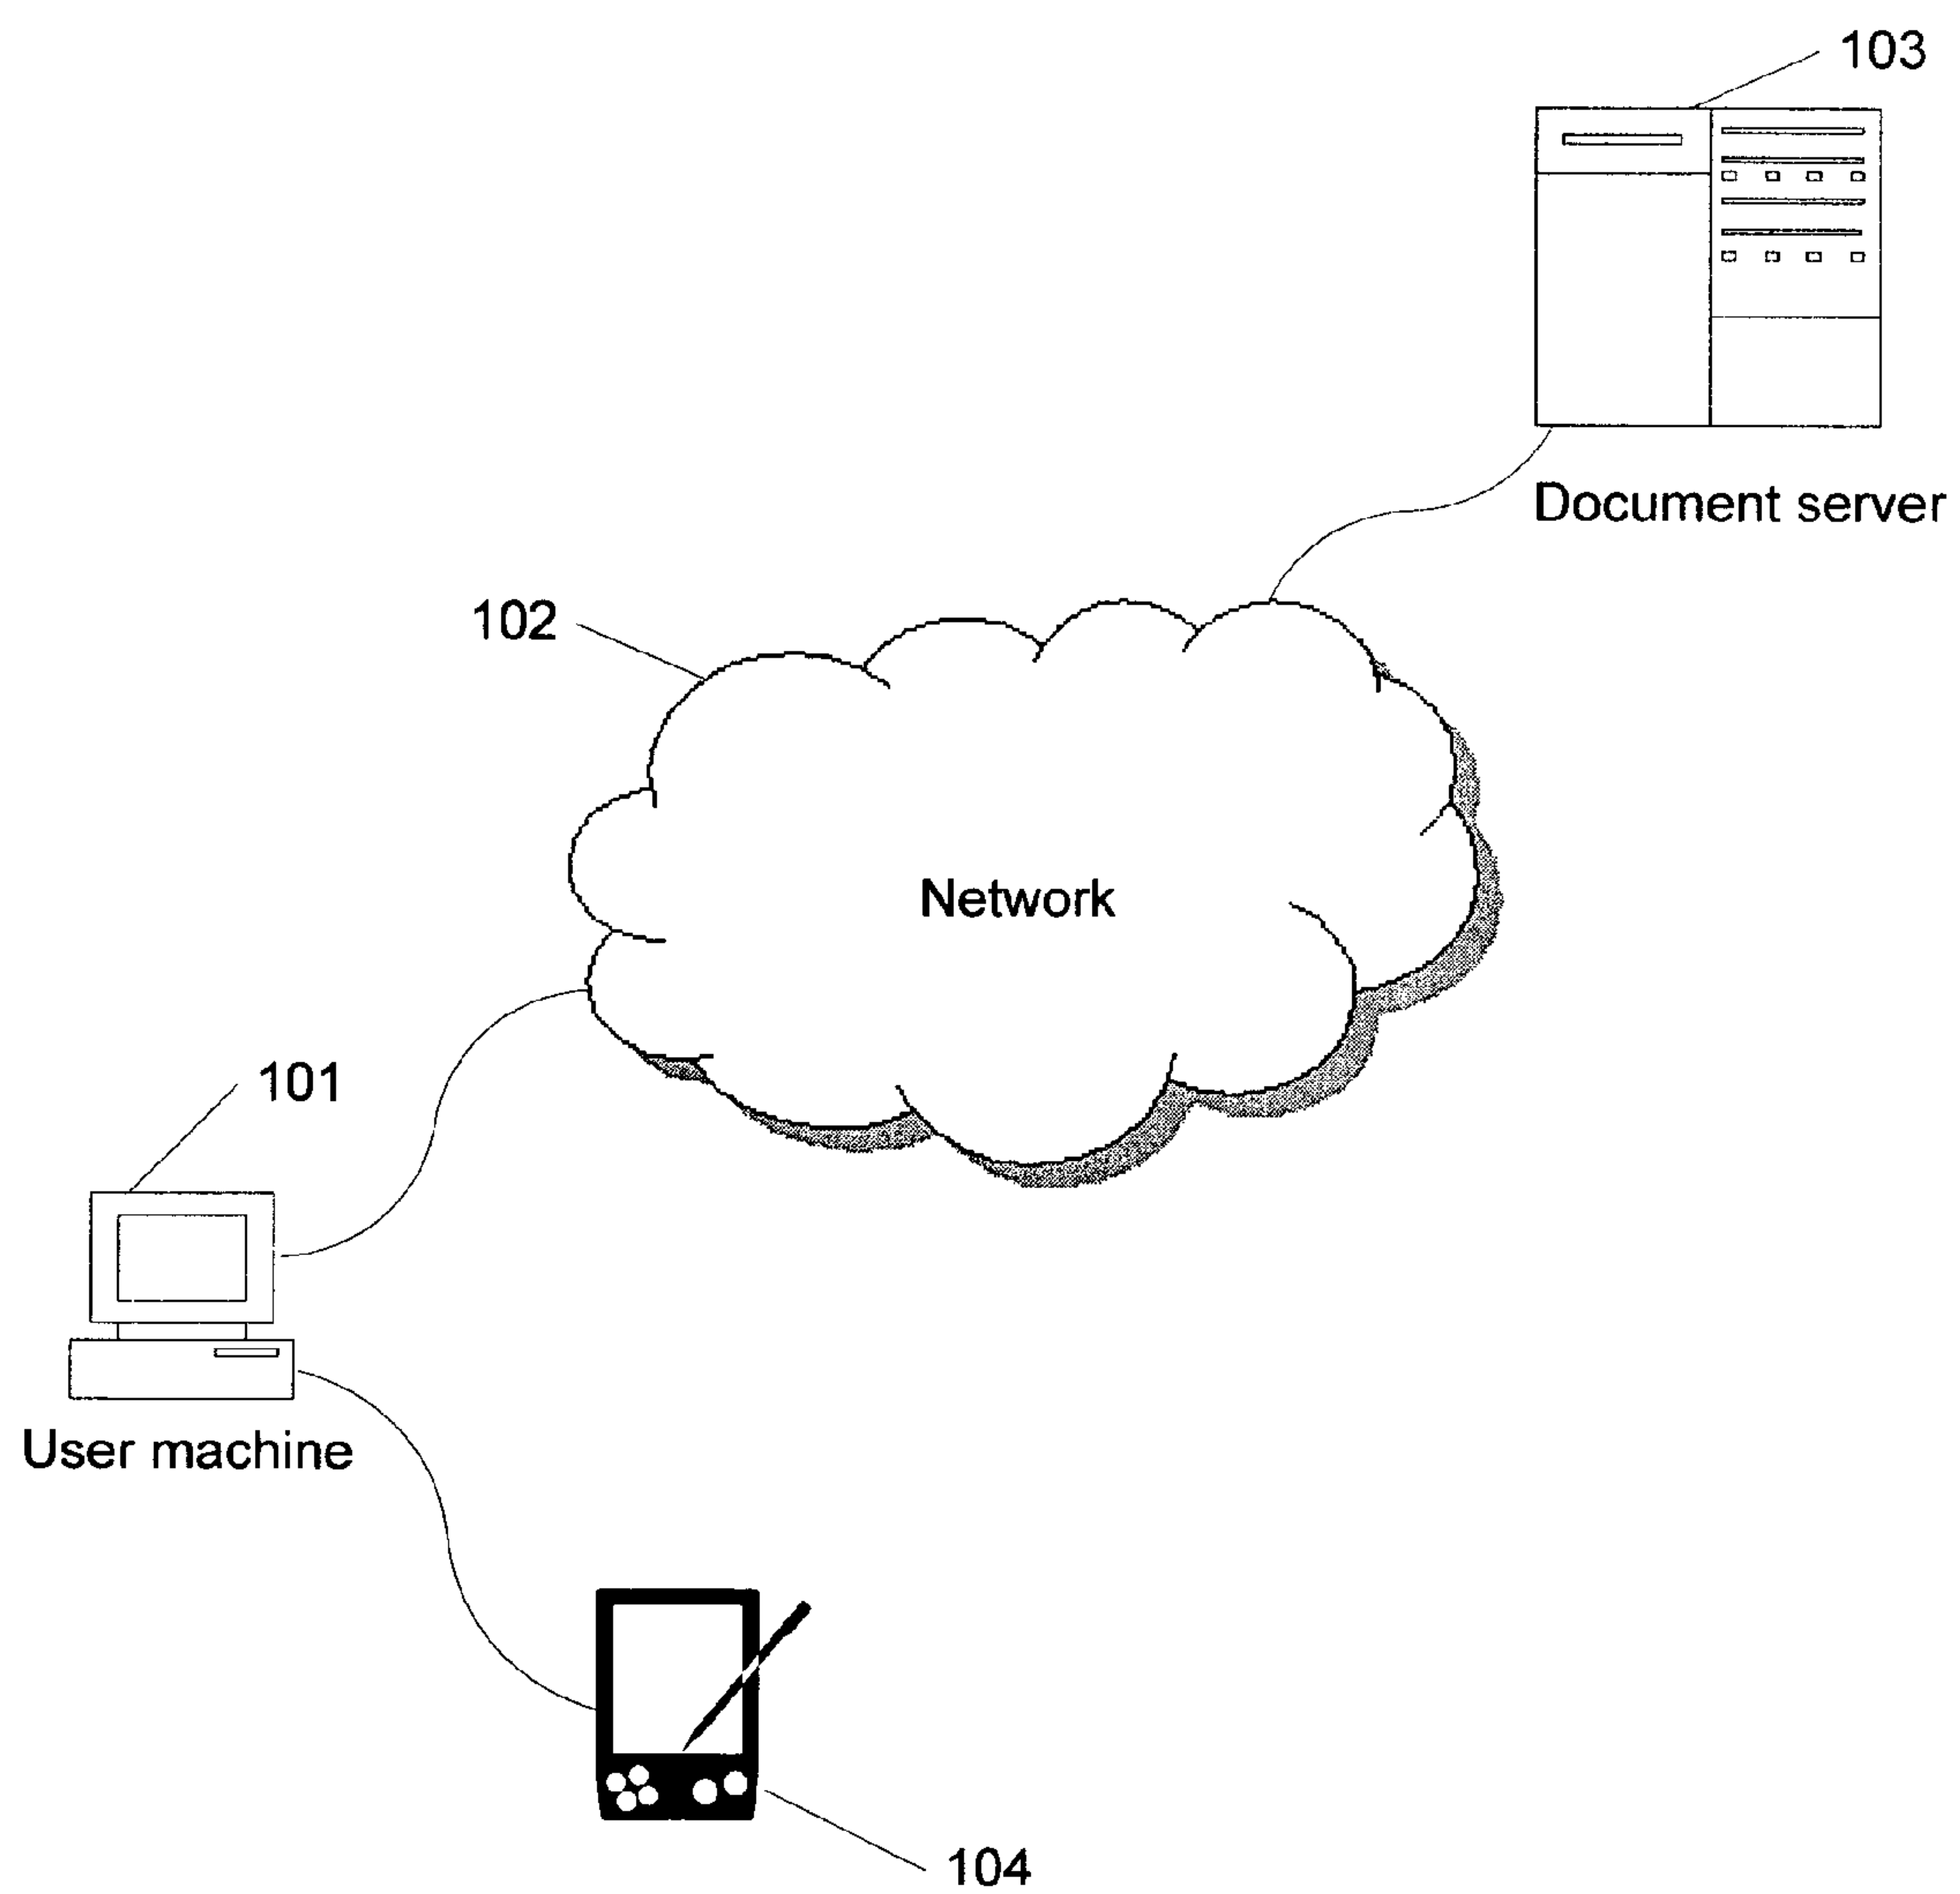 103
Document server
102
Network
101
User machine
104